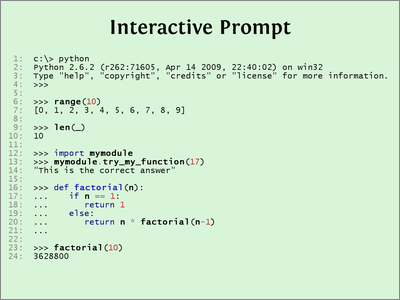 Interactive Prompt
1: c:\> python
2: Python 2.6.2 (r262:71605, Apr 14 2009, 22:40:02) on win32
3: Type "help", "copyright", "credits" or "license" for more information.
4: >>>
5:
6: >>> range(10)
7: [0, 1, 2, 3, 4, 5, 6, 7, 8, 9]
8:
9: >>> len(_)
10: 10
11:
12: >>> import mymodule
13: >>> mymodule.try_my_function(17)
14: "This is the correct answer"
15:
16: >>> def factorial(n):
17: ...    if n == 1:
18: ...       return 1
19: ...    else:
20: ...       return n * factorial(n-1)
21: ...
22:
23: >>> factorial(10)
24: 3628800